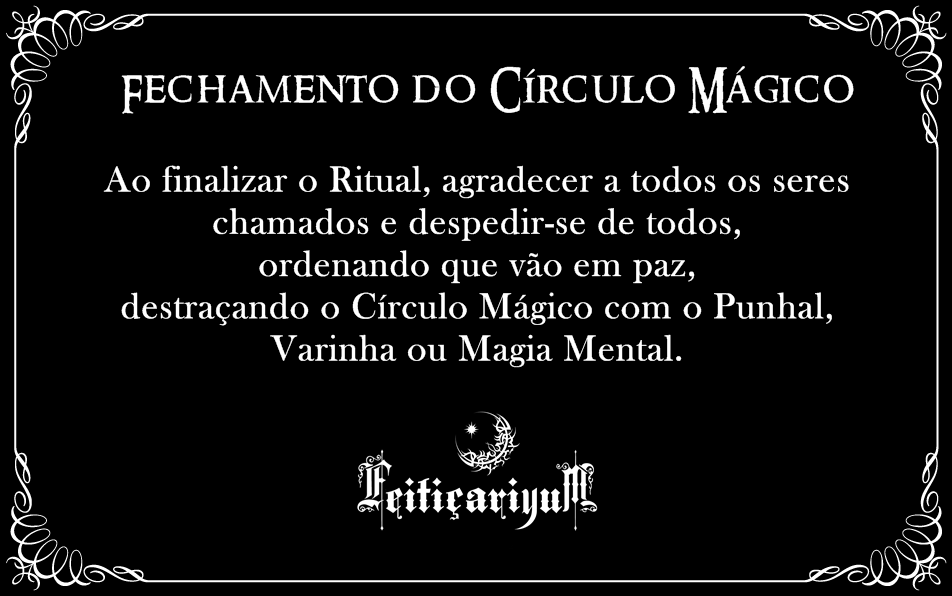 Fechamento do Círculo Mágico
Ao finalizar o Ritual, agradecer a todos os seres
chamados e despedir-se de todos,
ordenando que vão em paz,
destraçando o Círculo Mágico com o Punhal,
Varinha ou Magia Mental.
FeitiçariyuM